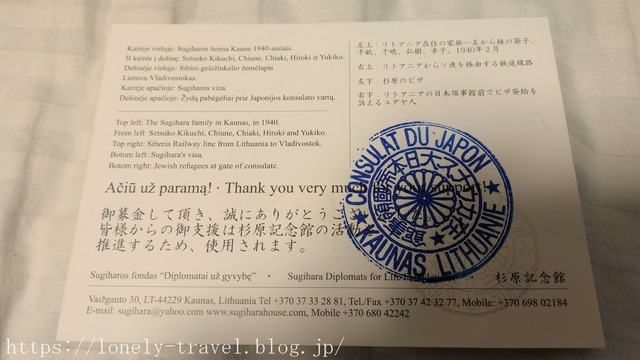 Kairėje viršuje: Sugiharos šeima Kaune 1940-aisiais.
Iš kairės į dešinę: Setsuko Kikuchi, Chiune, Chiaki, Hiroki ir Yukiko.
Dešinėje viršuje: Sibiro geležinkelio žemėlapis
Lietuva-Vladivostokas.
Kairėje apačioje: Sugiharos viza.
Dešinėje apačioje: Žydų pabėgėliai prie Japonijos konsulato vartų.
Top left: The Sugihara family in Kaunas, in 1940.
From left: Setsuko Kikuchi, Chiune, Chiaki, Hiroki and Yukiko.
Top right: Siberia Railway line from Lithuania to Vladivostok.
Botom left: Sugihara's visa.
Botom right: Jewish refugees at gate of consulate.
左上：リトアニア在住の家族―左から妹の節子、
千畝、千暁、弘樹、幸子。1940年2月
右上：リトアニアからソ連を経由する鉄道線路
左下：杉原のビザ
右下：リトアニアの日本領事館前でビザ発給を
訴えるユダヤ人
Ačiū už paramą! · Thank you very much for your support!
御募金して頂き、誠にありがとうござ
皆様からの御支援は杉原記念館の活動
推進するため、使用されます。
CONSULAT DU JAPON
KAUNAS LITHUANIE
Sugiharos fondas “Diplomatai už gyvybę” • Sugihara Diplomats for Life
杉原記念館
Vaižganto 30, LT-44229 Kaunas, Lithuania Tel +370 37 33 28 81, Tel./Fax +370 37 42 32 77, Mobile: +370 698 02184
E-mail: sugihara@yahoo.com www.sugiharahouse.com, Mobile +370 680 42242
https://lonely-travel.blog.jp/